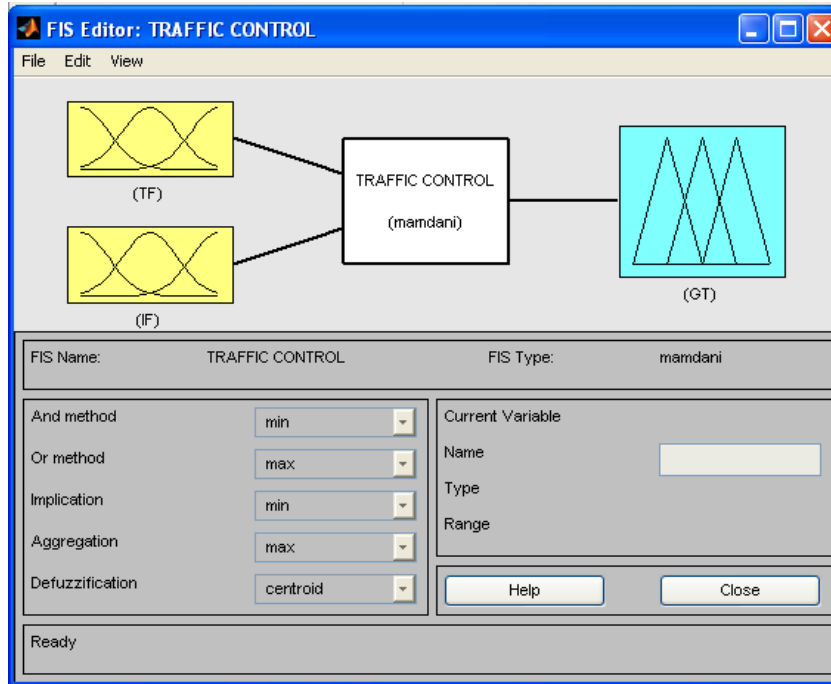 FIS Editor: TRAFFIC CONTROL
File Edit View
(TF)
(IF)
TRAFFIC CONTROL
(mamdani)
(GT)
FIS Name: TRAFFIC CONTROL FIS Type: mamdani
And method min
Or method max
Implication min
Aggregation max
Defuzzification centroid
Current Variable
Name
Type
Range
Help Close
Ready